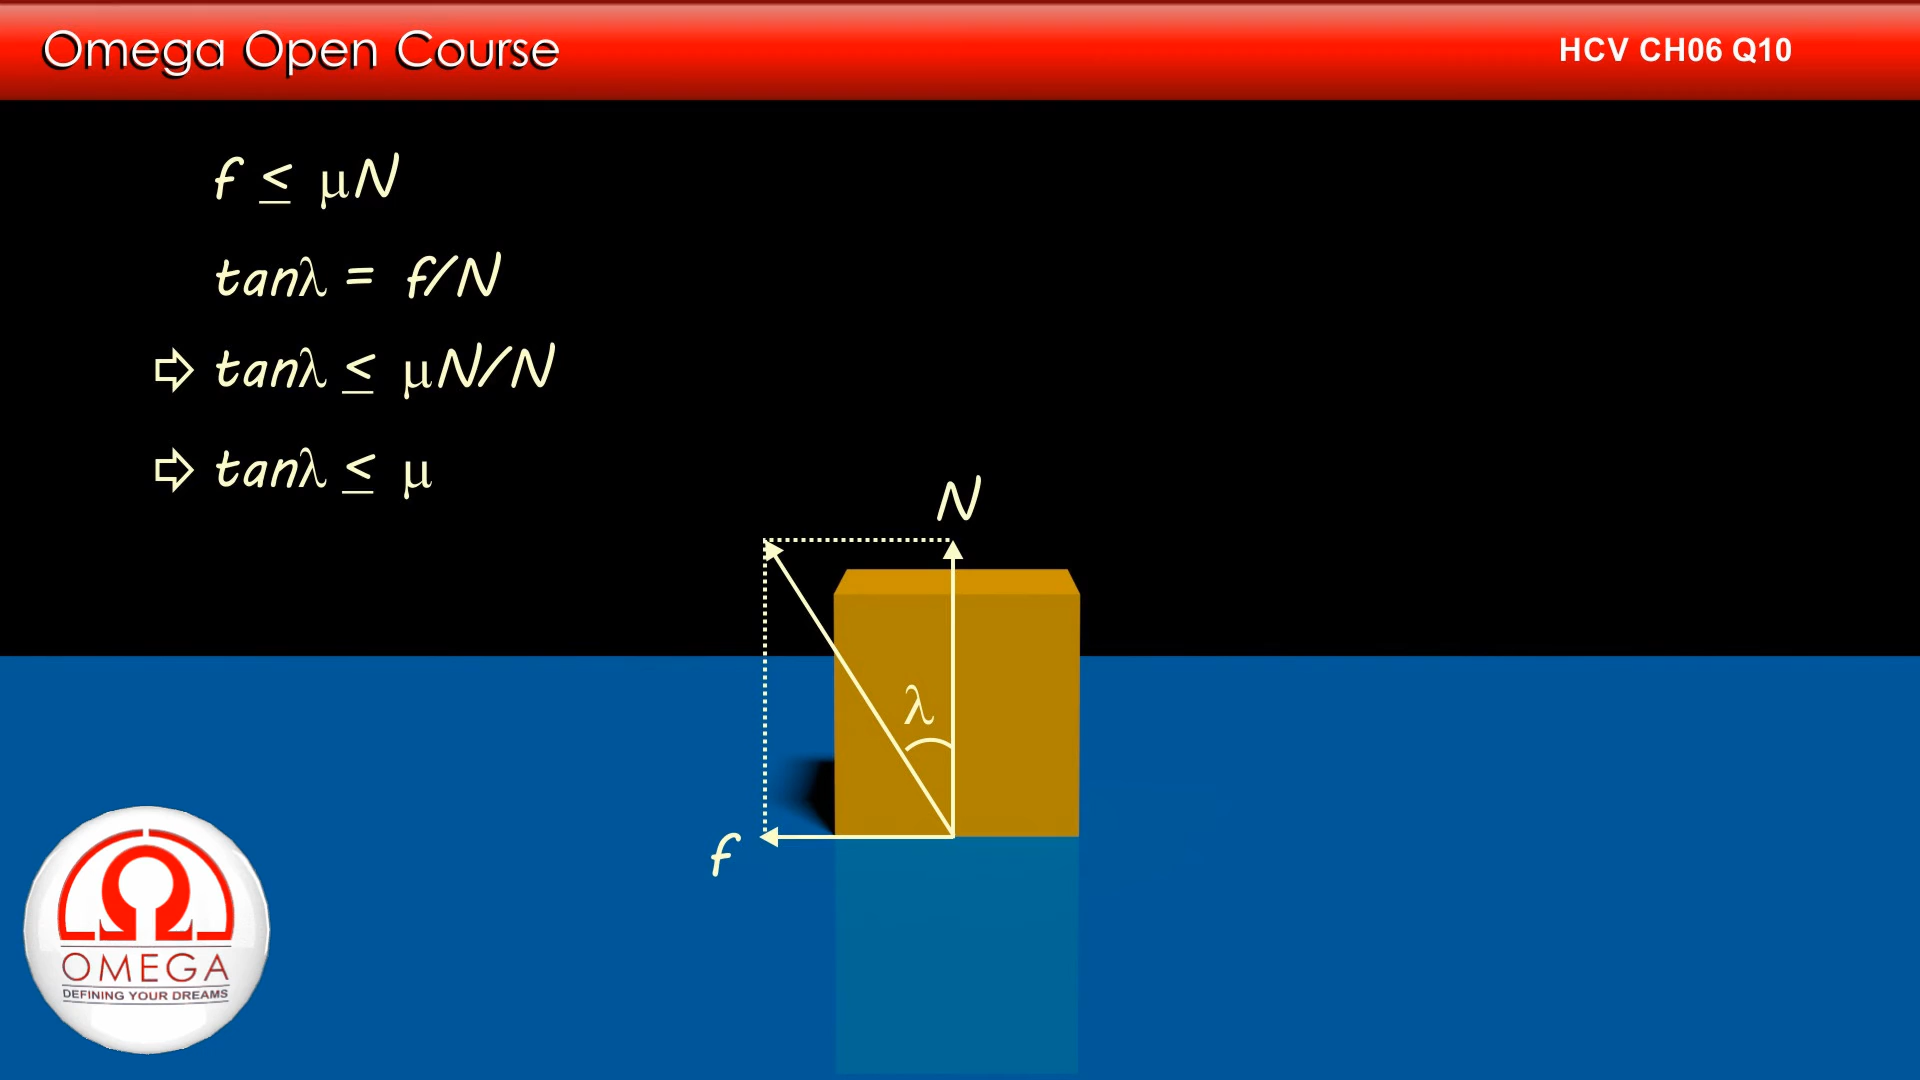 Omega Open Course
HCV CH06 Q10
f ≤ μN
tanλ = f/N
⇨ tanλ ≤ μN/N
⇨ tanλ ≤ μ
N
λ
f
Ω
OMEGA
DEFINING YOUR DREAMS